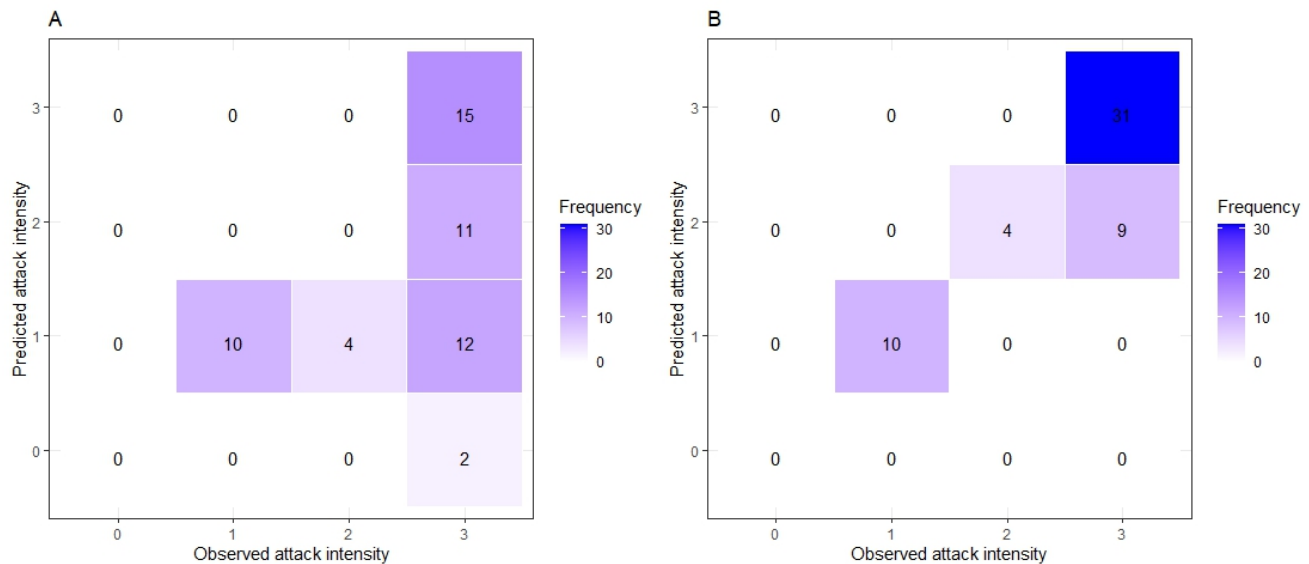 A
Predicted attack intensity
3
2
1
0
0 0 0 15
0 0 0 11
0 10 4 12
0 0 0 2
0 1 2 3
Observed attack intensity
Frequency
30
20
10
0
B
Predicted attack intensity
3
2
1
0
0 0 0 31
0 0 4 9
0 10 0 0
0 0 0 0
0 1 2 3
Observed attack intensity
Frequency
30
20
10
0